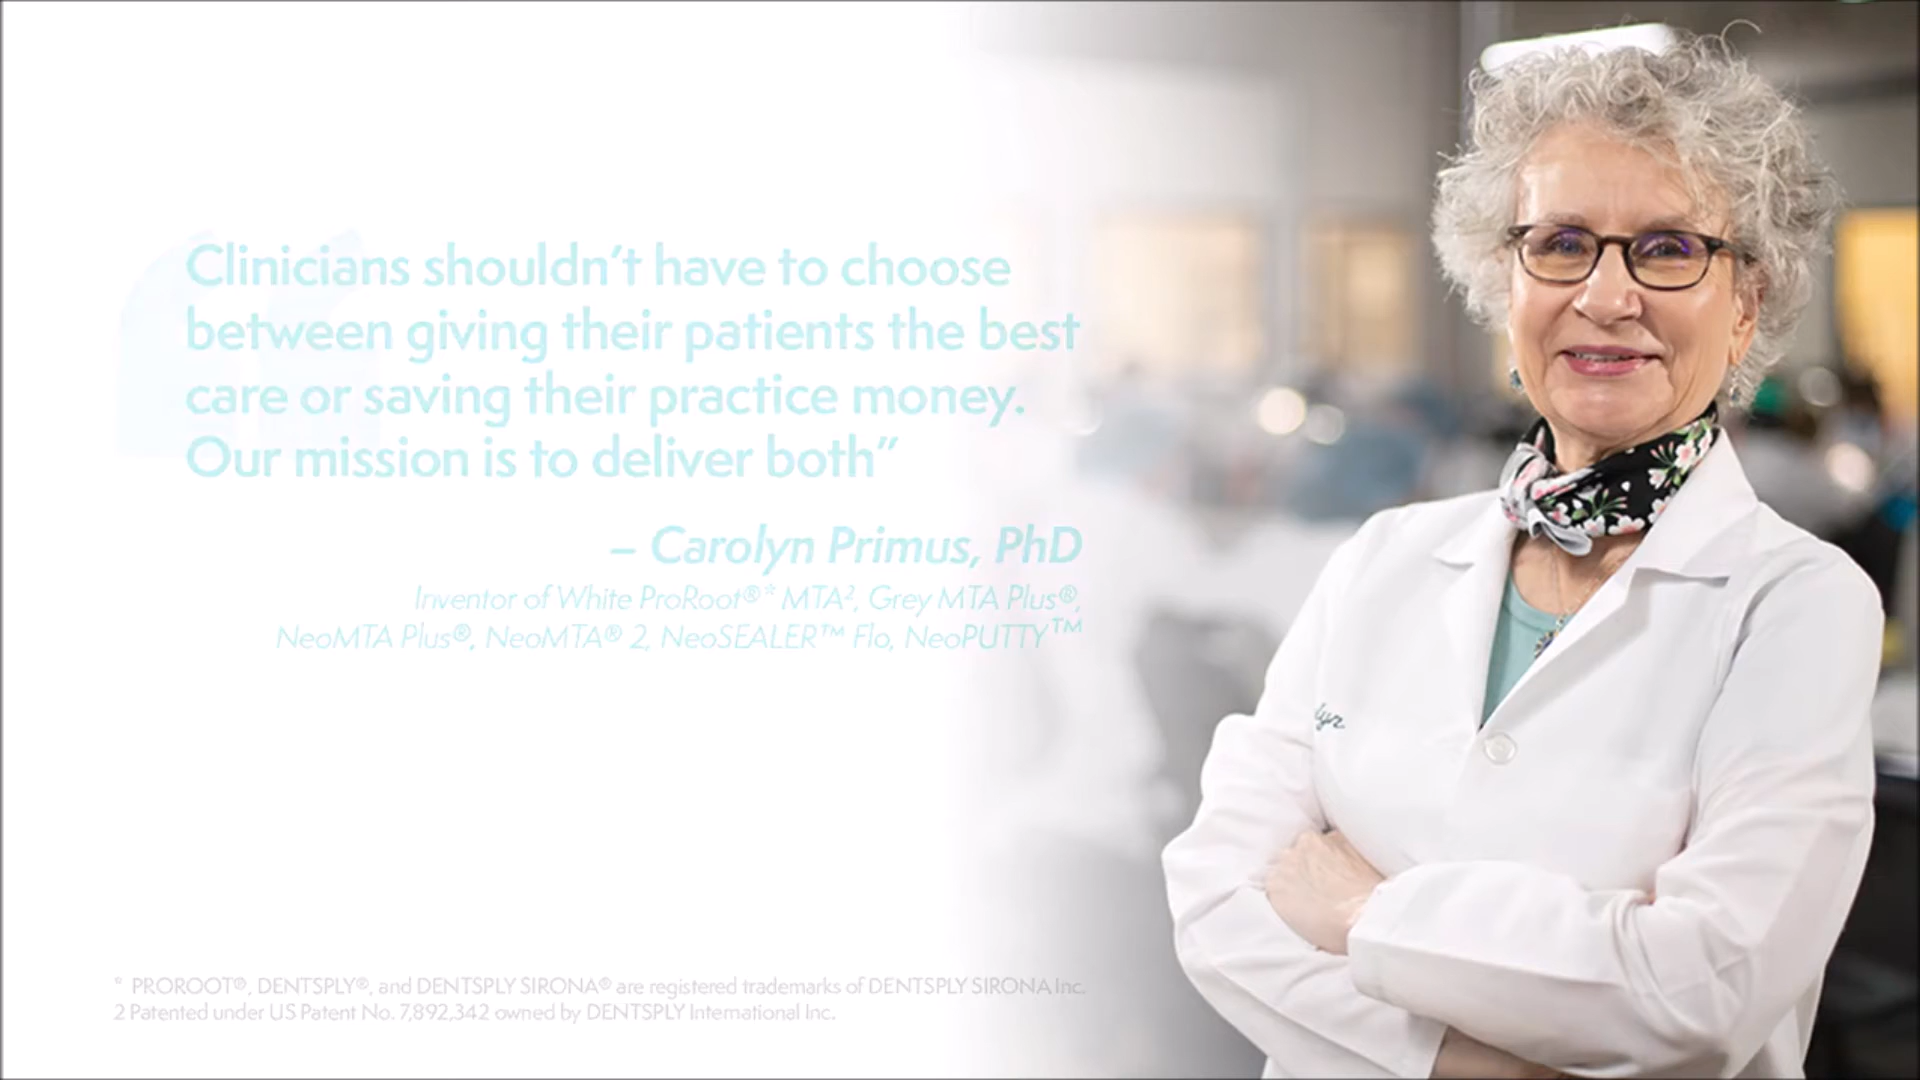 Clinicians shouldn't have to choose
between giving their patients the best
care or saving their practice money.
Our mission is to deliver both”
– Carolyn Primus, PhD
Inventor of White ProRoot®* MTA², Grey MTA Plus®,
NeoMTA Plus®, NeoMTA® 2, NeoSEALER™ Flo, NeoPUTTY™
* PROROOT®, DENTSPLY®, and DENTSPLY SIRONA® are registered trademarks of DENTSPLY SIRONA Inc.
2 Patented under US Patent No. 7,892,342 owned by DENTSPLY International Inc.
lyn